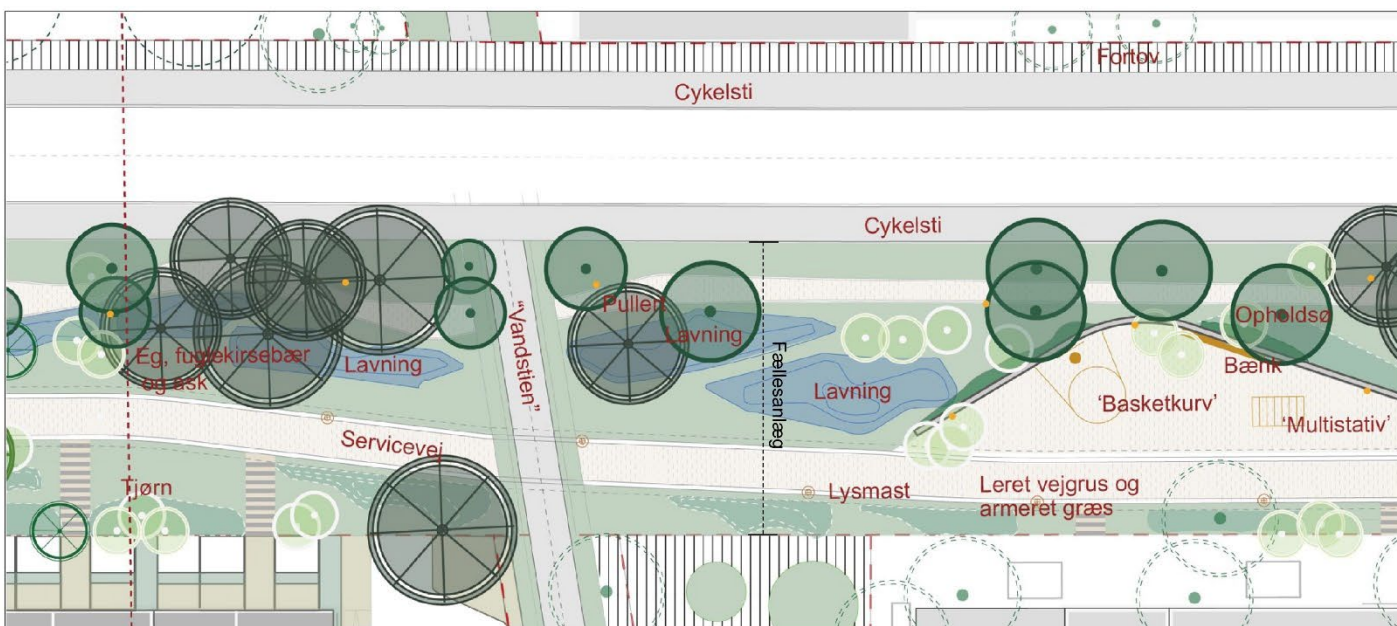 Fortov
Cykelsti
Cykelsti
Pullert
Opholdsø
Lavning
Eg, fuglekirsebær
og ask
Lavning
"Vandstien"
Fællesanlæg
Lavning
Bænk
'Basketkurv'
'Multistativ'
Servicevej
Tjørn
Lysmast
Leret vejgrus og
armeret græs